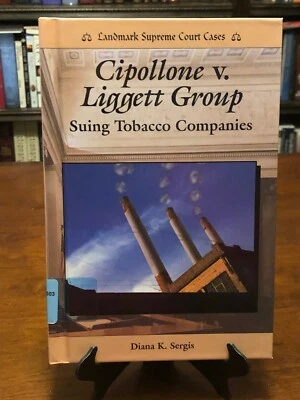 Landmark Supreme Court Cases
Cipollone v.
Liggett Group
Suing Tobacco Companies
Diana K. Sergis